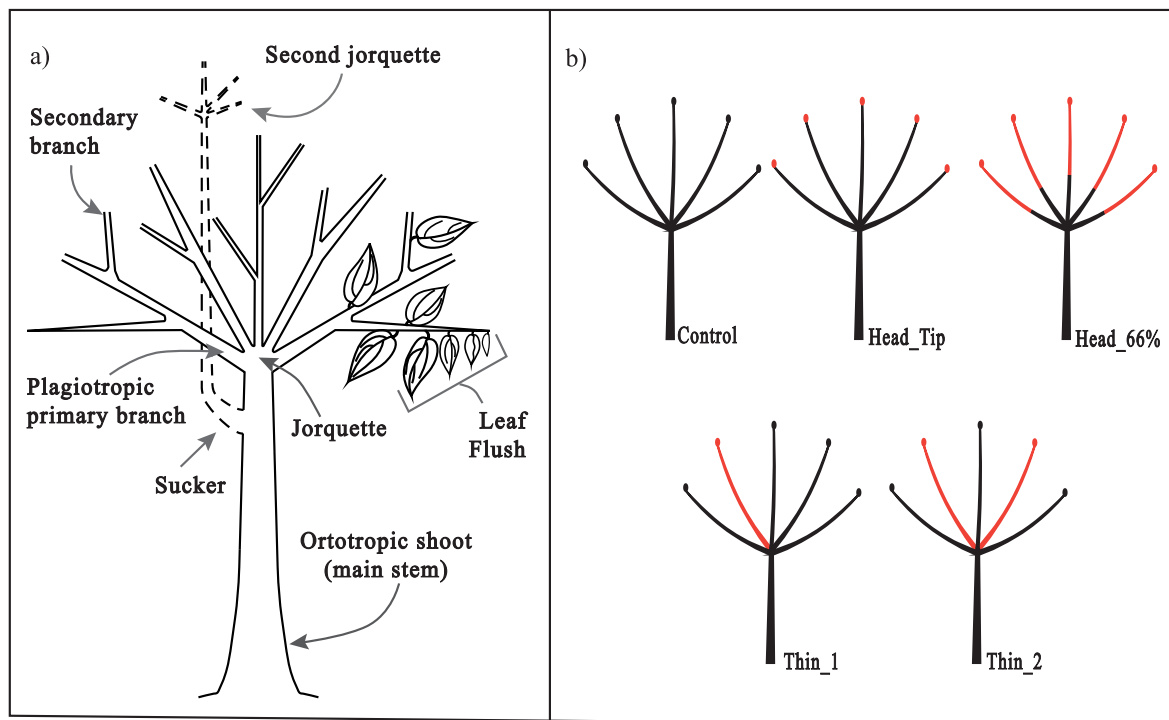 a)
Second jorquette
Secondary
branch
Plagiotropic
primary branch
Jorquette
Leaf
Flush
Sucker
Ortotropic shoot
(main stem)
b)
Control
Head_Tip
Head_66%
Thin_1
Thin_2